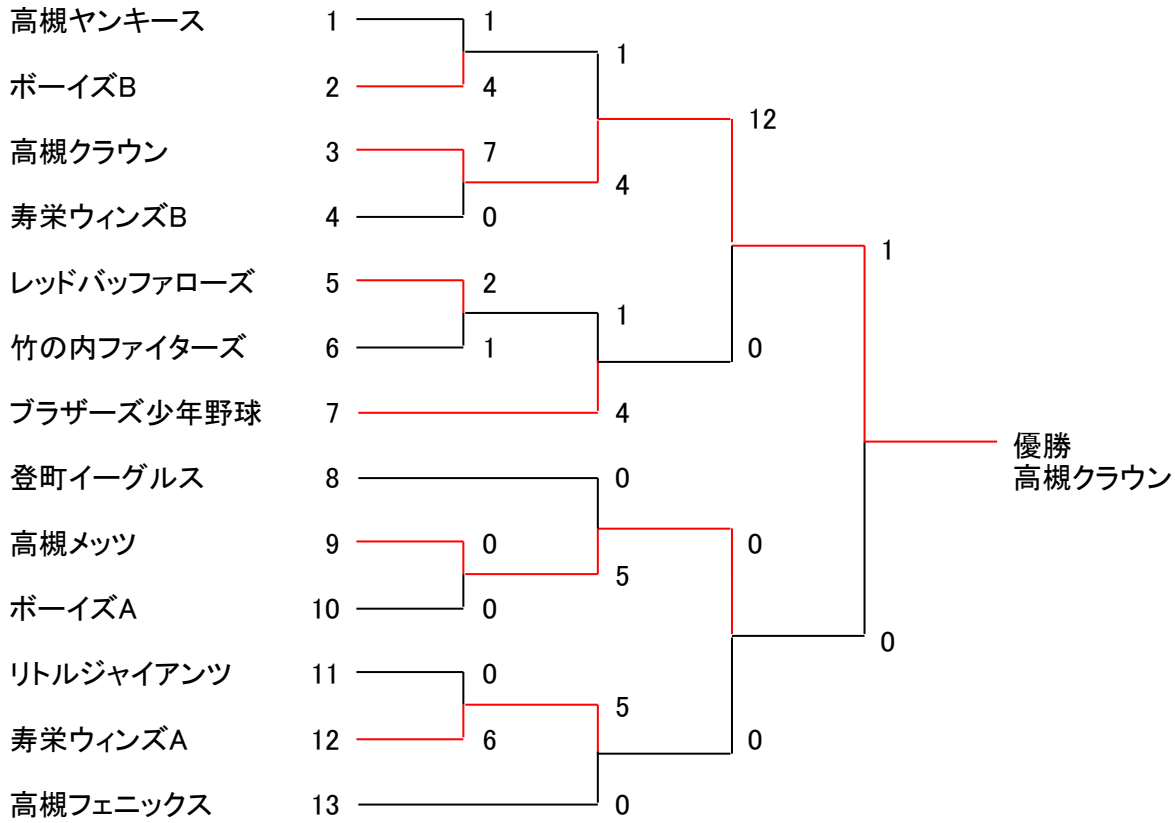 高槻ヤンキース 1 1
1
ボーイズB 2 4
12
高槻クラウン 3 7
4
寿栄ウィンズB 4 0
1
レッドバッファローズ 5 2
1
竹の内ファイターズ 6 1 0
ブラザーズ少年野球 7 4
優勝
高槻クラウン
登町イーグルス 8 0
高槻メッツ 9 0 0
5
ボーイズA 10 0
0
リトルジャイアンツ 11 0
5
寿栄ウィンズA 12 6 0
高槻フェニックス 13 0